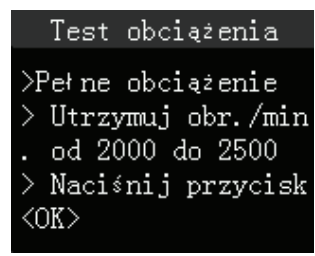 Test obciążenia
>Pełne obciążenie
> Utrzymuj obr./min
. od 2000 do 2500
> Naciśnij przycisk
<OK>